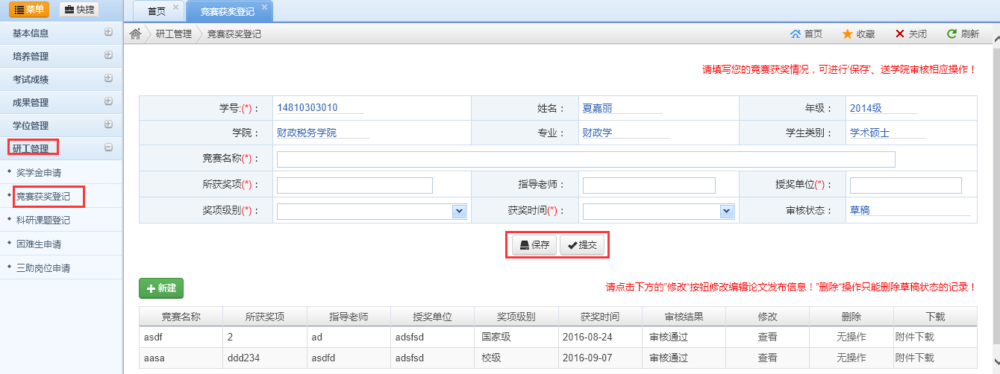 菜单 快捷
基本信息
培养管理
考试成绩
成果管理
学位管理
研工管理
奖学金申请
竞赛获奖登记
科研课题登记
困难生申请
三助岗位申请
首页 竞赛获奖登记
研工管理 竞赛获奖登记 首页 收藏 关闭 刷新
请填写您的竞赛获奖情况，可进行'保存'、送学院审核相应操作！
学号:(*)： 14810303010 姓名： 夏嘉丽 年级： 2014级
学院： 财政税务学院 专业： 财政学 学生类别： 学术硕士
竞赛名称(*)：
所获奖项(*)： 指导老师： 授奖单位(*)：
奖项级别(*)： 获奖时间(*)： 审核状态： 草稿
保存 提交
新建 请点击下方的"修改"按钮修改编辑论文发布信息！"删除"操作只能删除草稿状态的记录！
竞赛名称 所获奖项 指导老师 授奖单位 奖项级别 获奖时间 审核结果 修改 删除 下载
asdf 2 ad adsfsd 国家级 2016-08-24 审核通过 查看 无操作 附件下载
aasa ddd234 asdfd adsfsd 校级 2016-09-07 审核通过 查看 无操作 附件下载